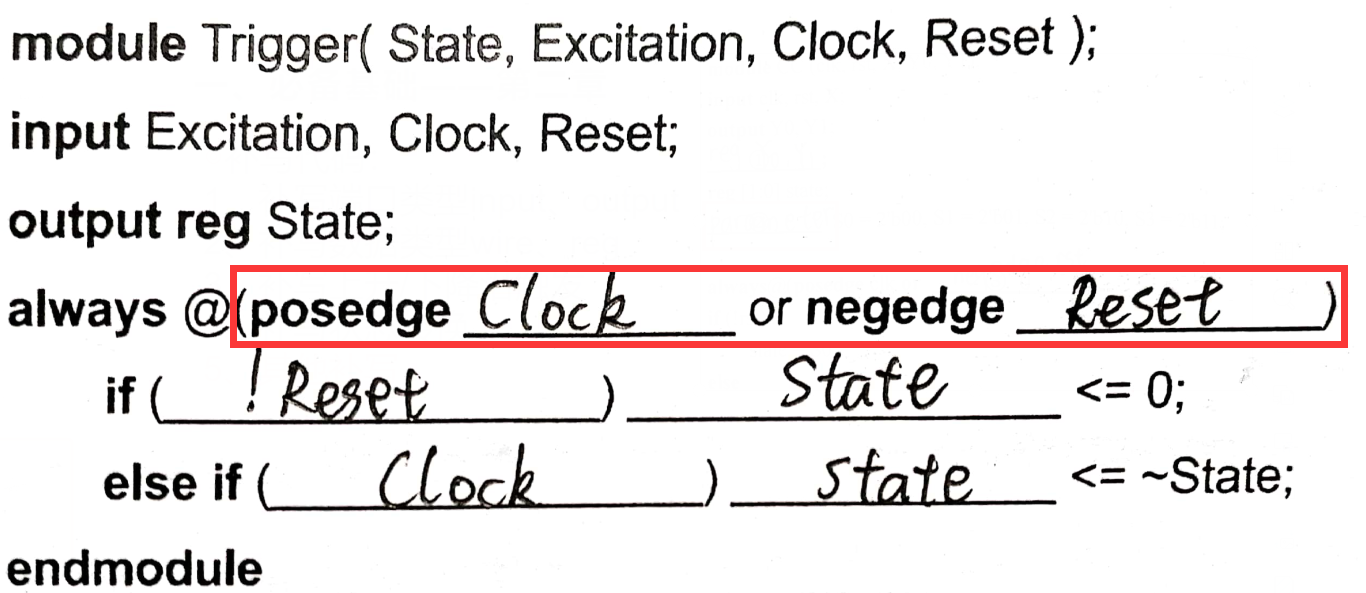 module Trigger( State, Excitation, Clock, Reset );
input Excitation, Clock, Reset;
output reg State;
always @(posedge Clock or negedge Reset )
if ( ! Reset ) State <= 0;
else if ( Clock ) state <= ~State;
endmodule